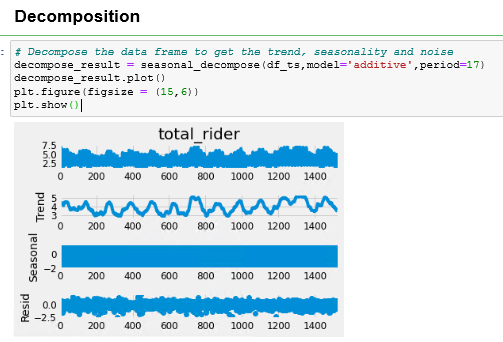 Decomposition
: # Decompose the data frame to get the trend, seasonality and noise
decompose_result = seasonal_decompose(df_ts,model='additive',period=17)
decompose_result.plot()
plt.figure(figsize = (15,6))
plt.show()
total_rider
7.5
5.0
2.5
0 200 400 600 800 1000 1200 1400
Trend
5
4
3
0 200 400 600 800 1000 1200 1400
Seasonal
0
−2
0 200 400 600 800 1000 1200 1400
Resid
0.0
−2.5
0 200 400 600 800 1000 1200 1400